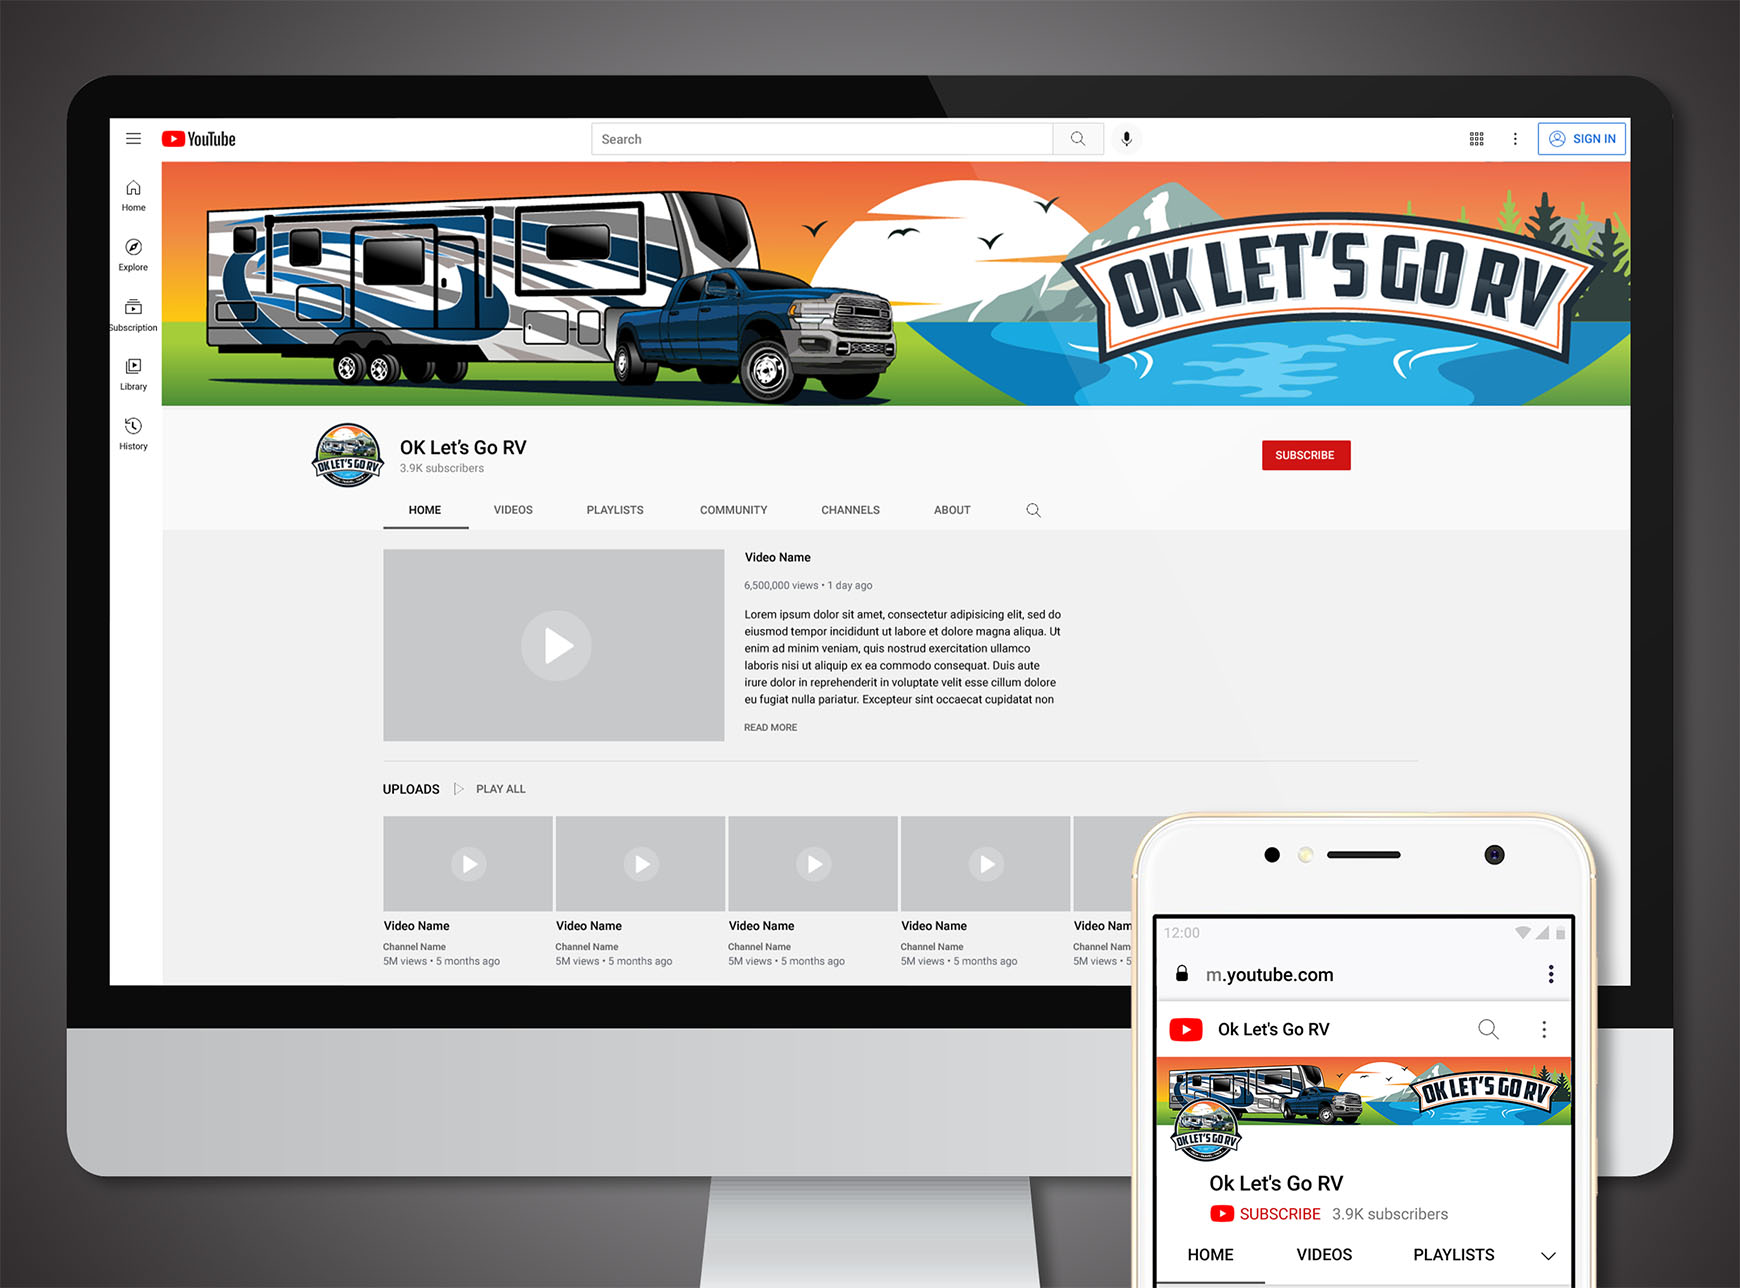 YouTube
Search
SIGN IN
Home
Explore
Subscription
Library
History
OK LET'S GO RV
OK LET'S GO RV
OK Let's Go RV
3.9K subscribers
SUBSCRIBE
HOME VIDEOS PLAYLISTS COMMUNITY CHANNELS ABOUT
Video Name
6,500,000 views • 1 day ago
Lorem ipsum dolor sit amet, consectetur adipisicing elit, sed do
eiusmod tempor incididunt ut labore et dolore magna aliqua. Ut
enim ad minim veniam, quis nostrud exercitation ullamco
laboris nisi ut aliquip ex ea commodo consequat. Duis aute
irure dolor in reprehenderit in voluptate velit esse cillum dolore
eu fugiat nulla pariatur. Excepteur sint occaecat cupidatat non
READ MORE
UPLOADS PLAY ALL
Video Name Video Name Video Name Video Name Video Nam
Channel Name Channel Name Channel Name Channel Name Channel Nam
5M views • 5 months ago 5M views • 5 months ago 5M views • 5 months ago 5M views • 5 months ago 5M views • 5
12:00
m.youtube.com
Ok Let's Go RV
OK LET'S GO RV
OK LET'S GO RV
Ok Let's Go RV
SUBSCRIBE 3.9K subscribers
HOME VIDEOS PLAYLISTS